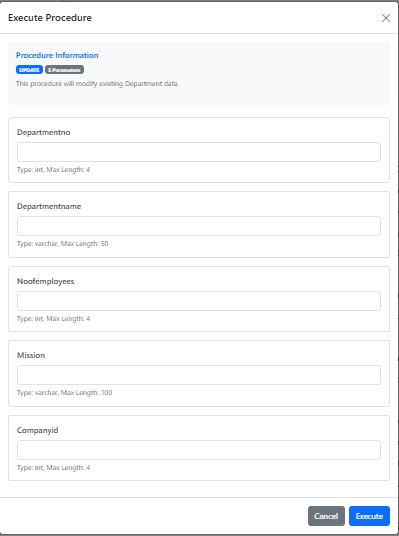 Execute Procedure
Procedure Information
UPDATE 5 Parameters
This procedure will modify existing Department data.
Departmentno
Type: int, Max Length: 4
Departmentname
Type: varchar, Max Length: 50
Noofemployees
Type: int, Max Length: 4
Mission
Type: varchar, Max Length: 100
Companyid
Type: int, Max Length: 4
Cancel Execute